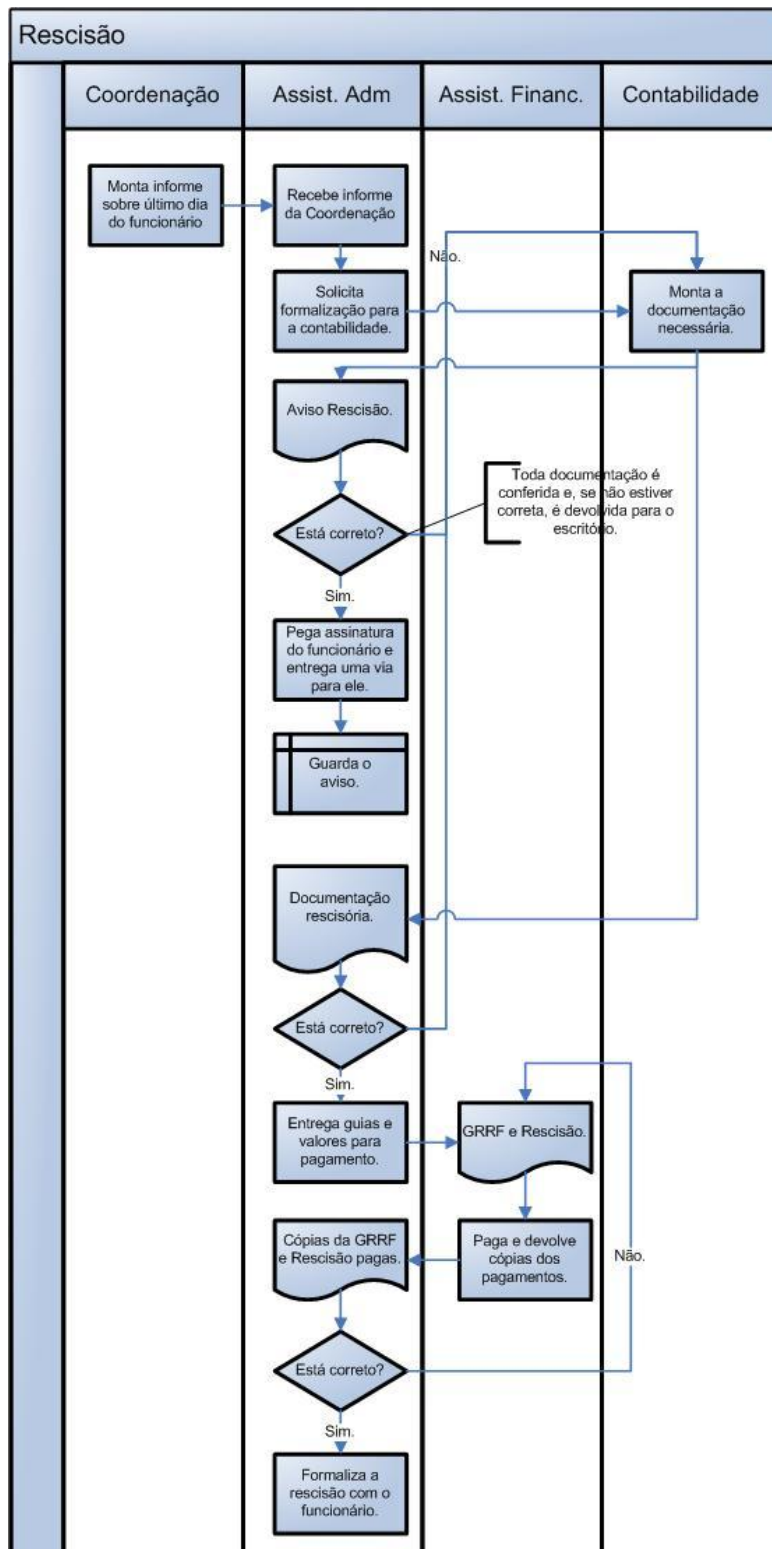 Rescisão
Coordenação
Assist. Adm
Assist. Financ.
Contabilidade
Monta informe
sobre último dia
do funcionário
Recebe informe
da Coordenação
Não.
Solicita
formalização para
a contabilidade.
Monta a
documentação
necessária.
Aviso Rescisão.
Toda documentação é
conferida e, se não estiver
correta, é devolvida para o
escritório.
Está correto?
Sim.
Pega assinatura
do funcionário e
entrega uma via
para ele.
Guarda o
aviso.
Documentação
rescisória.
Está correto?
Sim.
Entrega guias e
valores para
pagamento.
GRRF e Rescisão.
Cópias da GRRF
e Rescisão pagas.
Paga e devolve
cópias dos
pagamentos.
Não.
Está correto?
Sim.
Formaliza a
rescisão com o
funcionário.